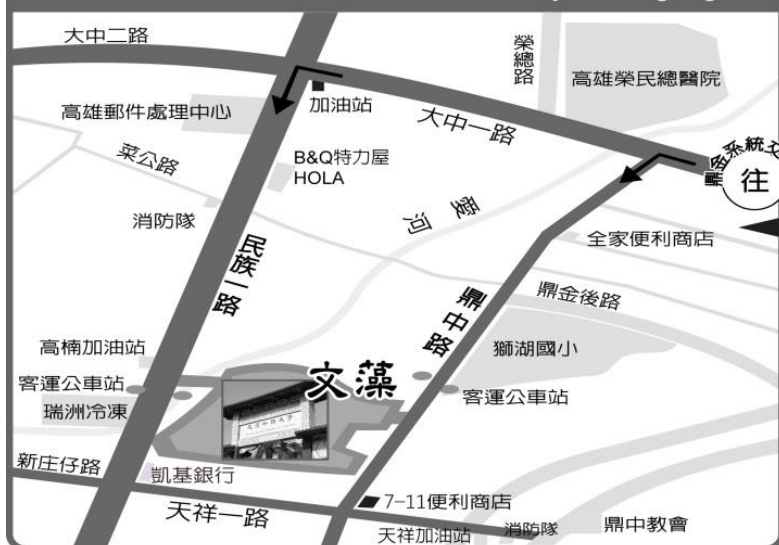 大中二路
榮總路
高雄榮民總醫院
高雄郵件處理中心
加油站
大中一路
菜公路
B&Q特力屋
HOLA
鼎金系統交
往
愛河
消防隊
民族一路
全家便利商店
鼎金後路
鼎中路
高楠加油站
獅湖國小
文藻
客運公車站
客運公車站
瑞洲冷凍
新庄仔路
凱基銀行
天祥一路
7-11便利商店
天祥加油站
消防隊
鼎中教會